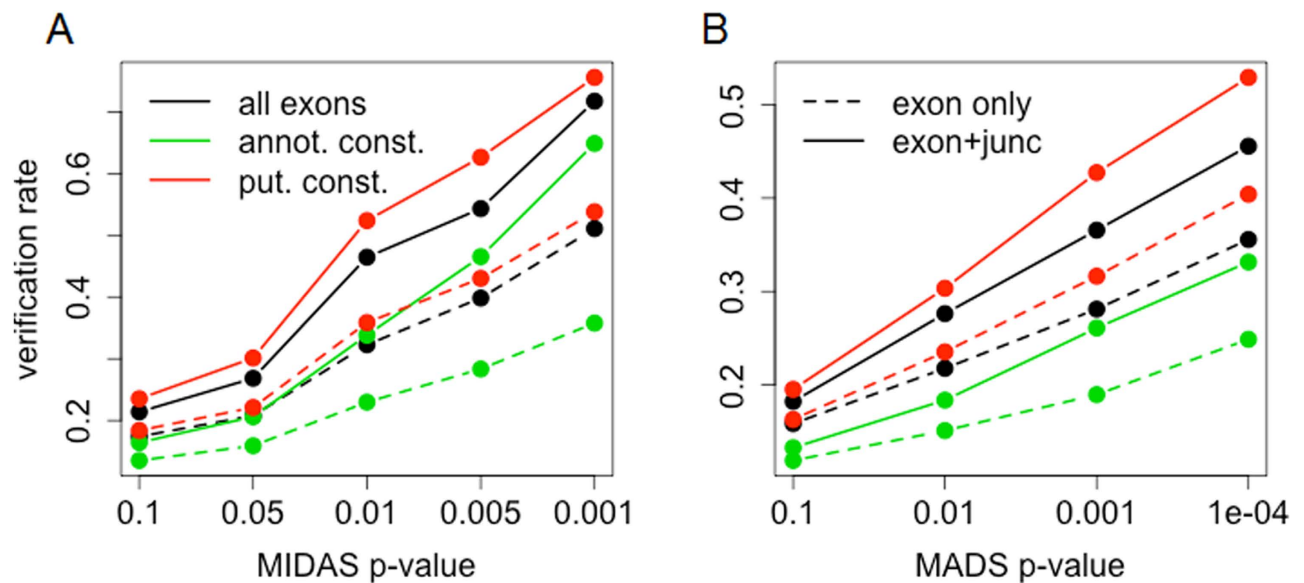 A
B
all exons
annot. const.
put. const.
exon only
exon+junc
verification rate
0.6
0.4
0.2
0.5
0.4
0.3
0.2
0.1 0.05 0.01 0.005 0.001
0.1 0.01 0.001 1e-04
MIDAS p-value
MADS p-value